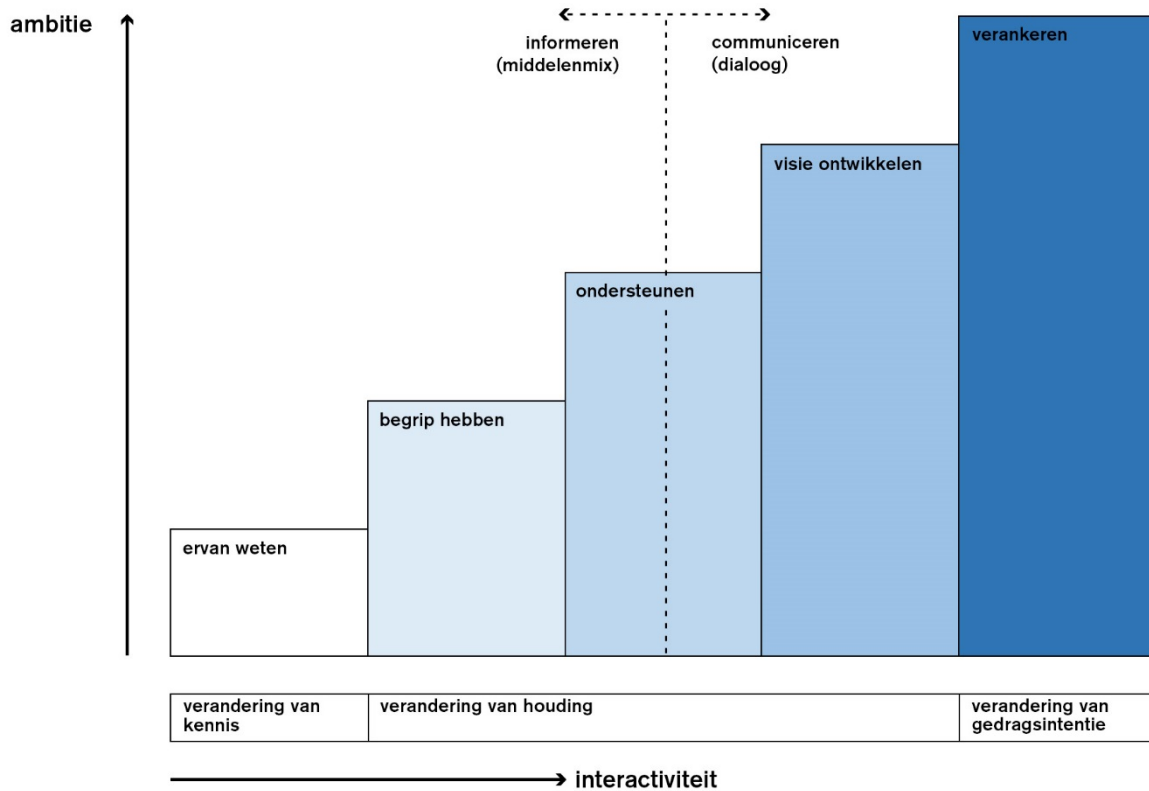 ambitie
informeren
(middelenmix)
communiceren
(dialoog)
verankeren
visie ontwikkelen
ondersteunen
begrip hebben
ervan weten
verandering van
kennis
verandering van houding
verandering van
gedragsintentie
interactiviteit